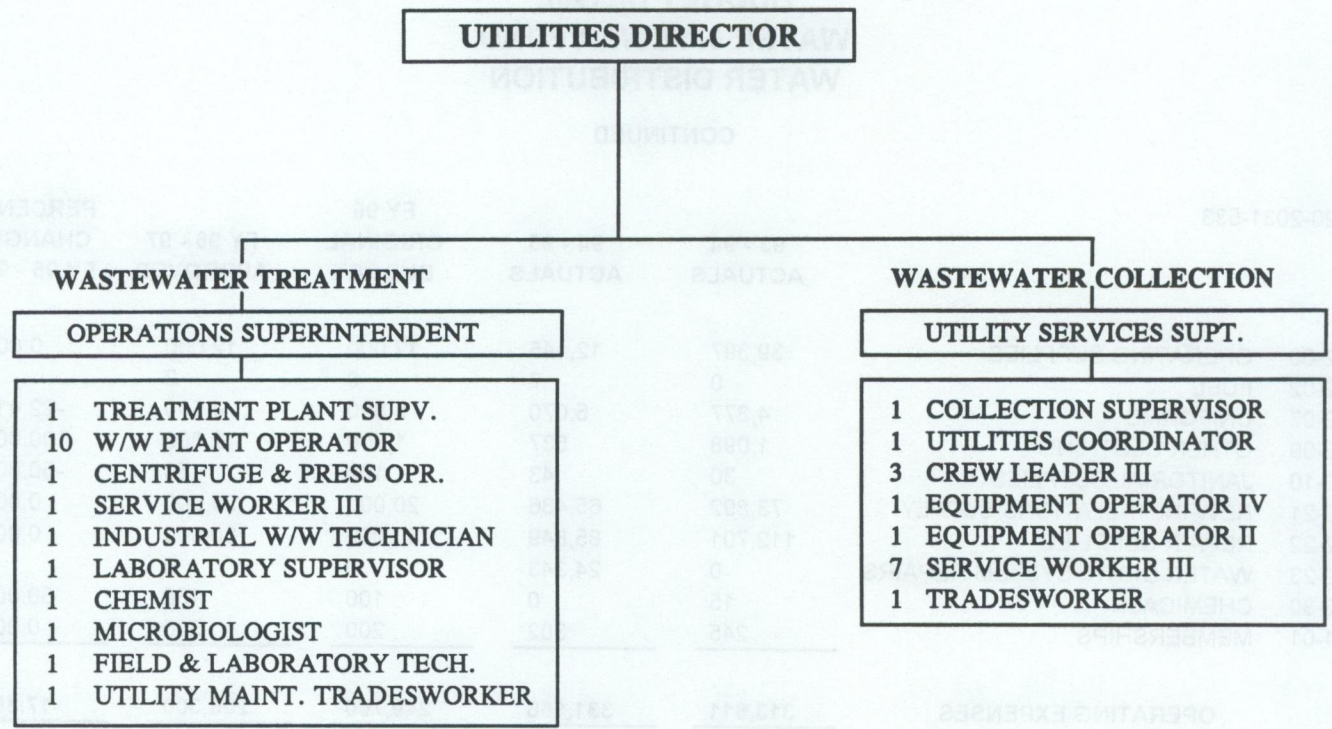 UTILITIES DIRECTOR
WASTEWATER TREATMENT
OPERATIONS SUPERINTENDENT
1 TREATMENT PLANT SUPV.
10 W/W PLANT OPERATOR
1 CENTRIFUGE & PRESS OPR.
1 SERVICE WORKER III
1 INDUSTRIAL W/W TECHNICIAN
1 LABORATORY SUPERVISOR
1 CHEMIST
1 MICROBIOLOGIST
1 FIELD & LABORATORY TECH.
1 UTILITY MAINT. TRADESWORKER
WASTEWATER COLLECTION
UTILITY SERVICES SUPT.
1 COLLECTION SUPERVISOR
1 UTILITIES COORDINATOR
3 CREW LEADER III
1 EQUIPMENT OPERATOR IV
1 EQUIPMENT OPERATOR II
7 SERVICE WORKER III
1 TRADESWORKER